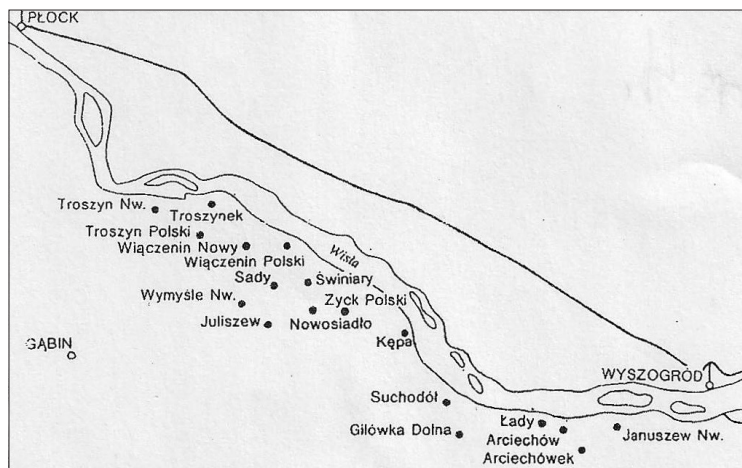 PŁOCK
Troszyn Nw.
Troszynek
Troszyn Polski
Wiączenin Nowy
Wiączenin Polski
Wisła
Sady
Świniary
Wymyśle Nw.
Zyck Polski
Juliszew
Nowosiadło
Kępa
GĄBIN
WYSZOGRÓD
Suchodół
Łady
Januszew Nw.
Gilówka Dolna
Arciechów
Arciechówek